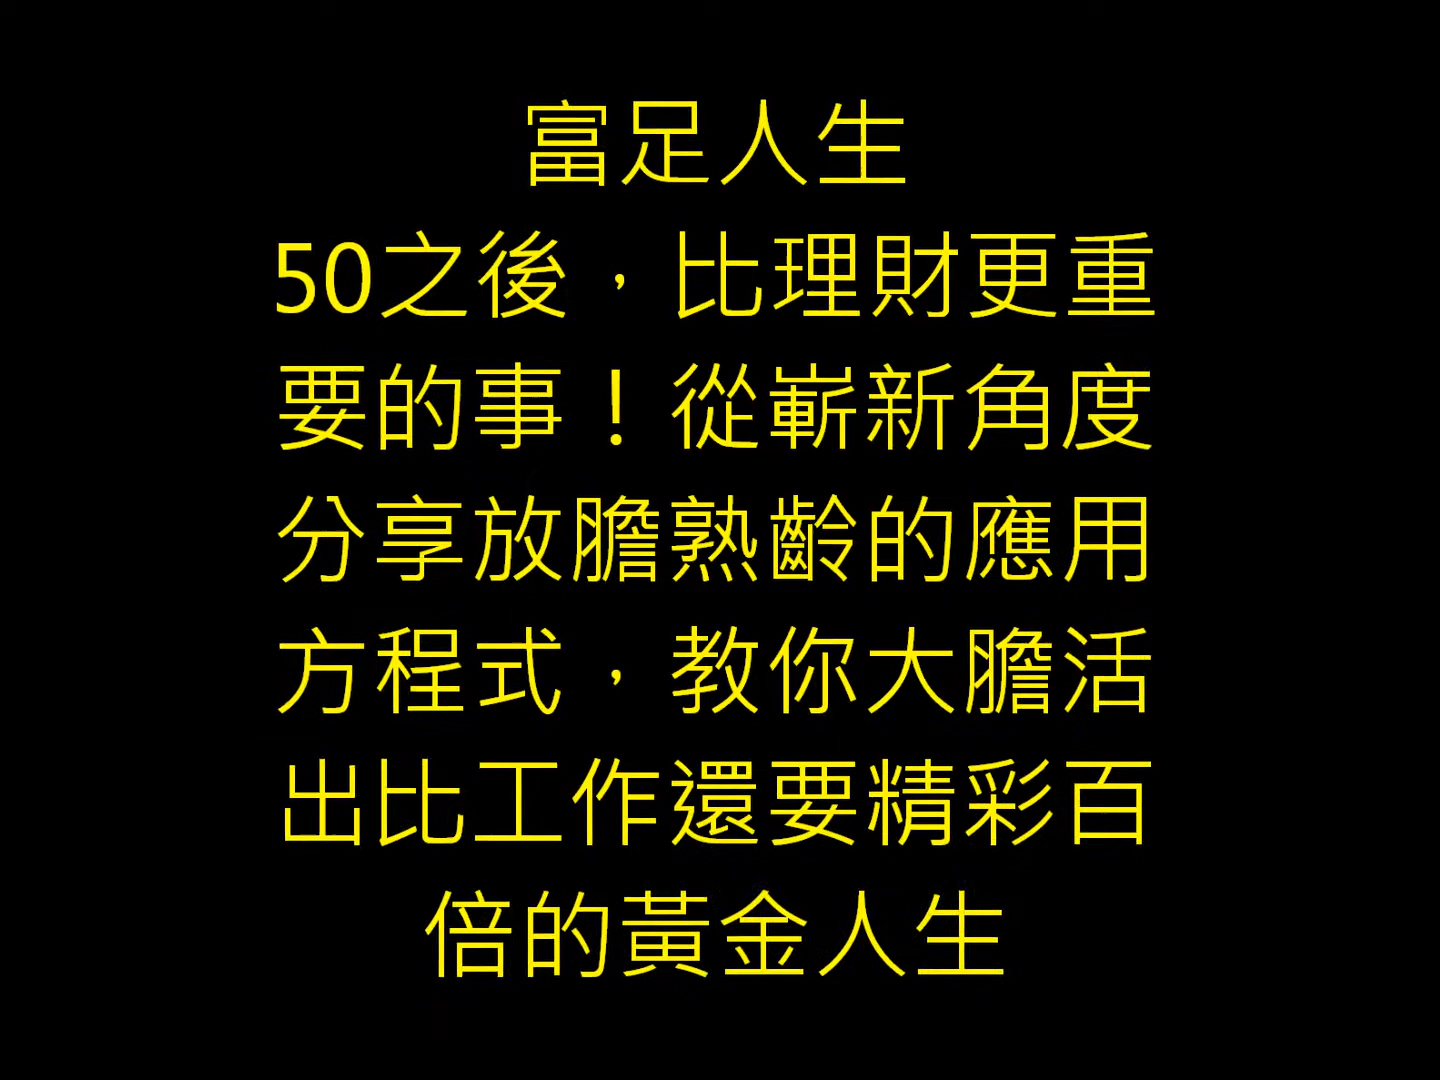 富足人生
50之後，比理財更重
要的事！從嶄新角度
分享放膽熟齡的應用
方程式，教你大膽活
出比工作還要精彩百
倍的黃金人生